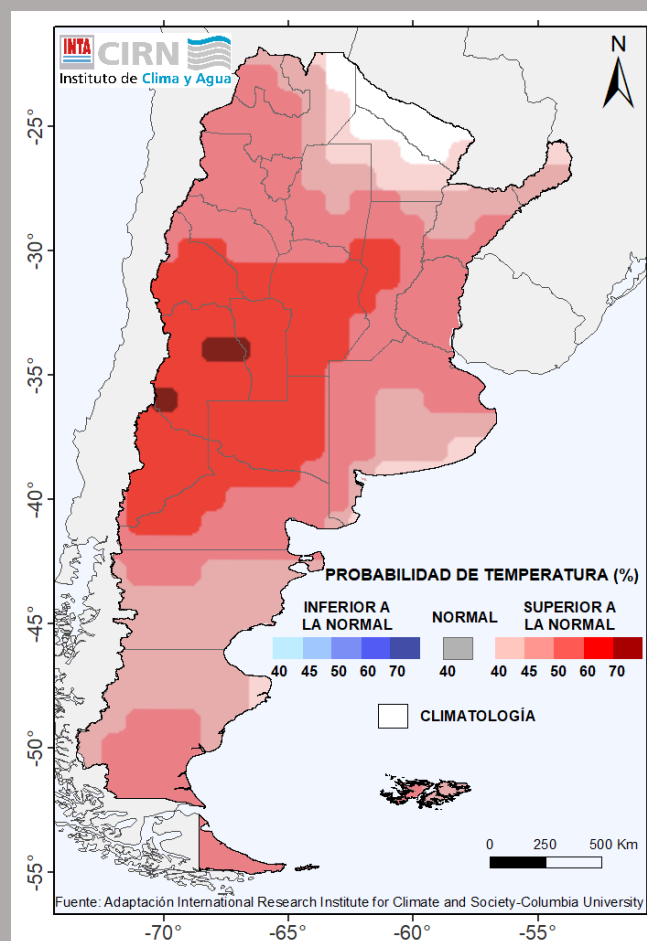 INTA CIRN
Instituto de Clima y Agua
N
-25°
-30°
-35°
-40°
-45°
-50°
-55°
PROBABILIDAD DE TEMPERATURA (%)
INFERIOR A LA NORMAL
NORMAL
SUPERIOR A LA NORMAL
40 45 50 60 70
40
40 45 50 60 70
CLIMATOLOGÍA
0 250 500 Km
Fuente: Adaptación International Research Institute for Climate and Society-Columbia University
-70° -65° -60° -55°